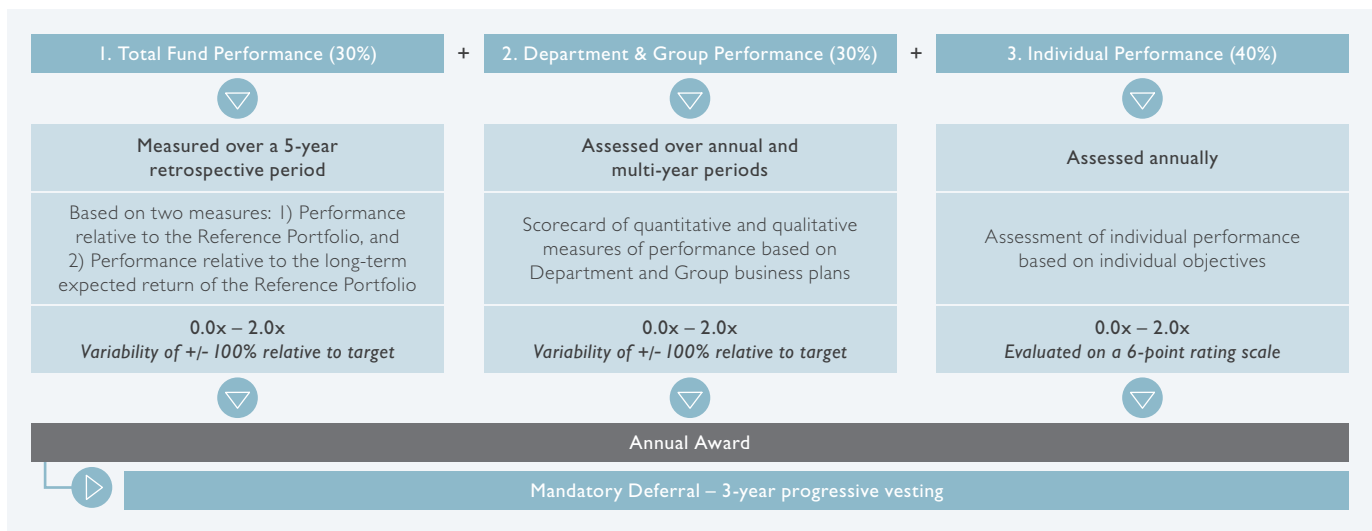 1. Total Fund Performance (30%)
+
2. Department & Group Performance (30%)
+
3. Individual Performance (40%)
Measured over a 5-year
retrospective period
Based on two measures: 1) Performance
relative to the Reference Portfolio, and
2) Performance relative to the long-term
expected return of the Reference Portfolio
0.0x – 2.0x
Variability of +/- 100% relative to target
Assessed over annual and
multi-year periods
Scorecard of quantitative and qualitative
measures of performance based on
Department and Group business plans
0.0x – 2.0x
Variability of +/- 100% relative to target
Assessed annually
Assessment of individual performance
based on individual objectives
0.0x – 2.0x
Evaluated on a 6-point rating scale
Annual Award
Mandatory Deferral – 3-year progressive vesting